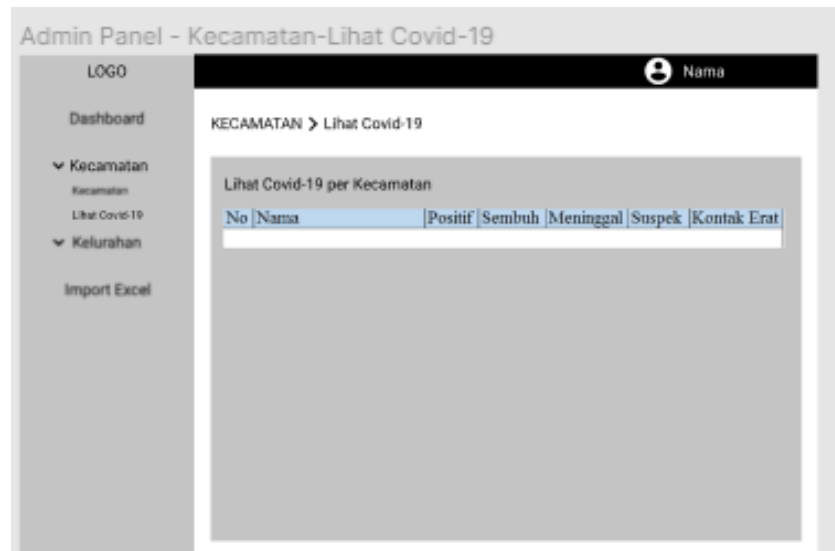 Admin Panel - Kecamatan-Lihat Covid-19
LOGO
Nama
Dashboard
KECAMATAN > Lihat Covid-19
Kecamatan
Kecamatan
Lihat Covid-19
Kelurahan
Import Excel
Lihat Covid-19 per Kecamatan
No Nama Positif Sembuh Meninggal Suspek Kontak Erat